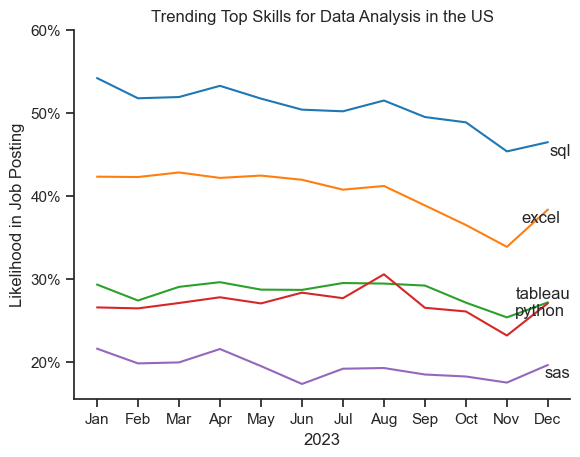 Trending Top Skills for Data Analysis in the US
60%
50%
40%
30%
20%
Likelihood in Job Posting
sql
excel
tableau
python
sas
Jan Feb Mar Apr May Jun Jul Aug Sep Oct Nov Dec
2023